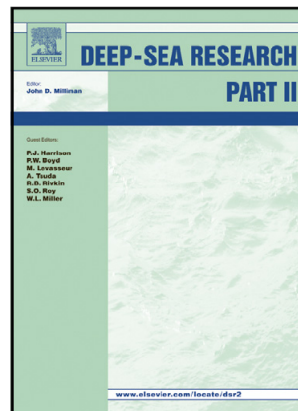 ELSEVIER
DEEP-SEA RESEARCH
PART II
Editor:
John D. Milliman
Guest Editors:
P.J. Harrison
P.W. Boyd
M. Levasseur
A. Tsuda
R.B. Rivkin
S.O. Roy
W.L. Miller
www.elsevier.com/locate/dsr2